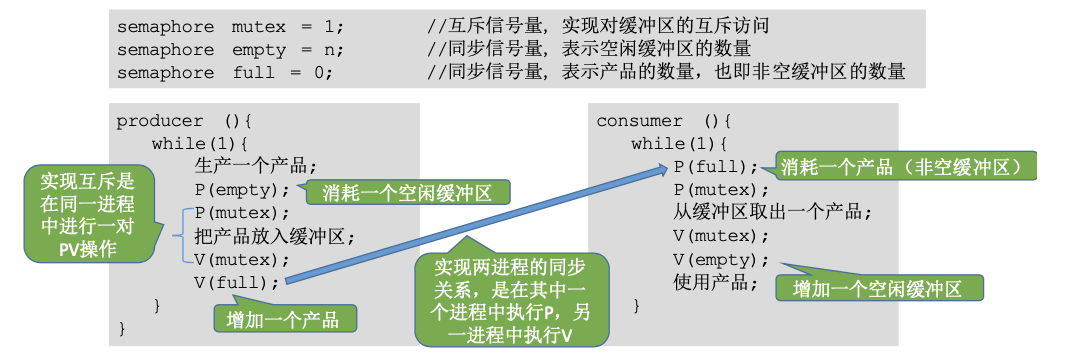 semaphore mutex = 1; //互斥信号量, 实现对缓冲区的互斥访问
semaphore empty = n; //同步信号量, 表示空闲缓冲区的数量
semaphore full = 0; //同步信号量, 表示产品的数量，也即非空缓冲区的数量
producer (){
while(1){
生产一个产品;
P(empty);
P(mutex);
把产品放入缓冲区;
V(mutex);
V(full);
}
}
实现互斥是
在同一进程
中进行一对
PV操作
消耗一个空闲缓冲区
增加一个产品
实现两进程的同步
关系，是在其中一
个进程中执行P，另
一进程中执行V
consumer (){
while(1){
P(full);
P(mutex);
从缓冲区取出一个产品;
V(mutex);
V(empty);
使用产品;
}
消耗一个产品（非空缓冲区）
增加一个空闲缓冲区